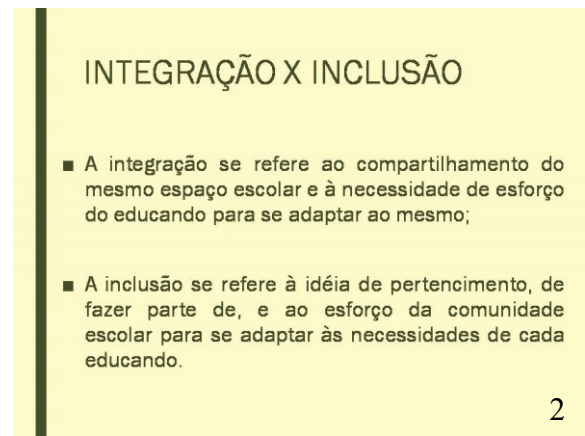 INTEGRAÇÃO X INCLUSÃO
■ A integração se refere ao compartilhamento do
mesmo espaço escolar e à necessidade de esforço
do educando para se adaptar ao mesmo;
■ A inclusão se refere à idéia de pertencimento, de
fazer parte de, e ao esforço da comunidade
escolar para se adaptar às necessidades de cada
educando.
2